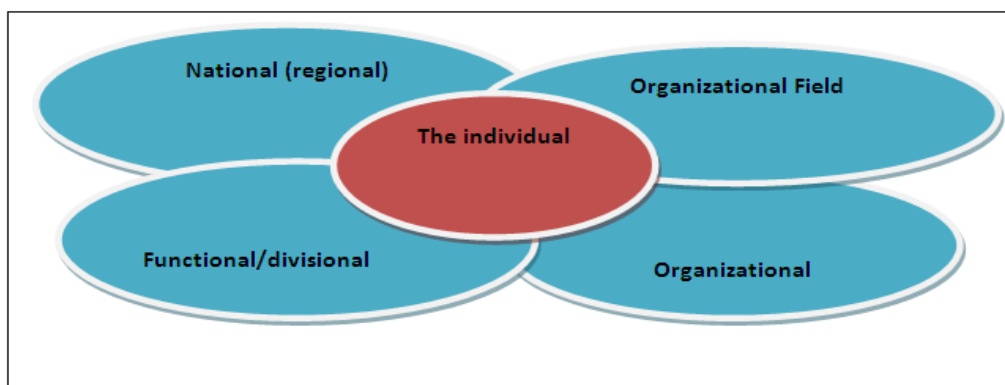 National (regional)
Organizational Field
The individual
Functional/divisional
Organizational